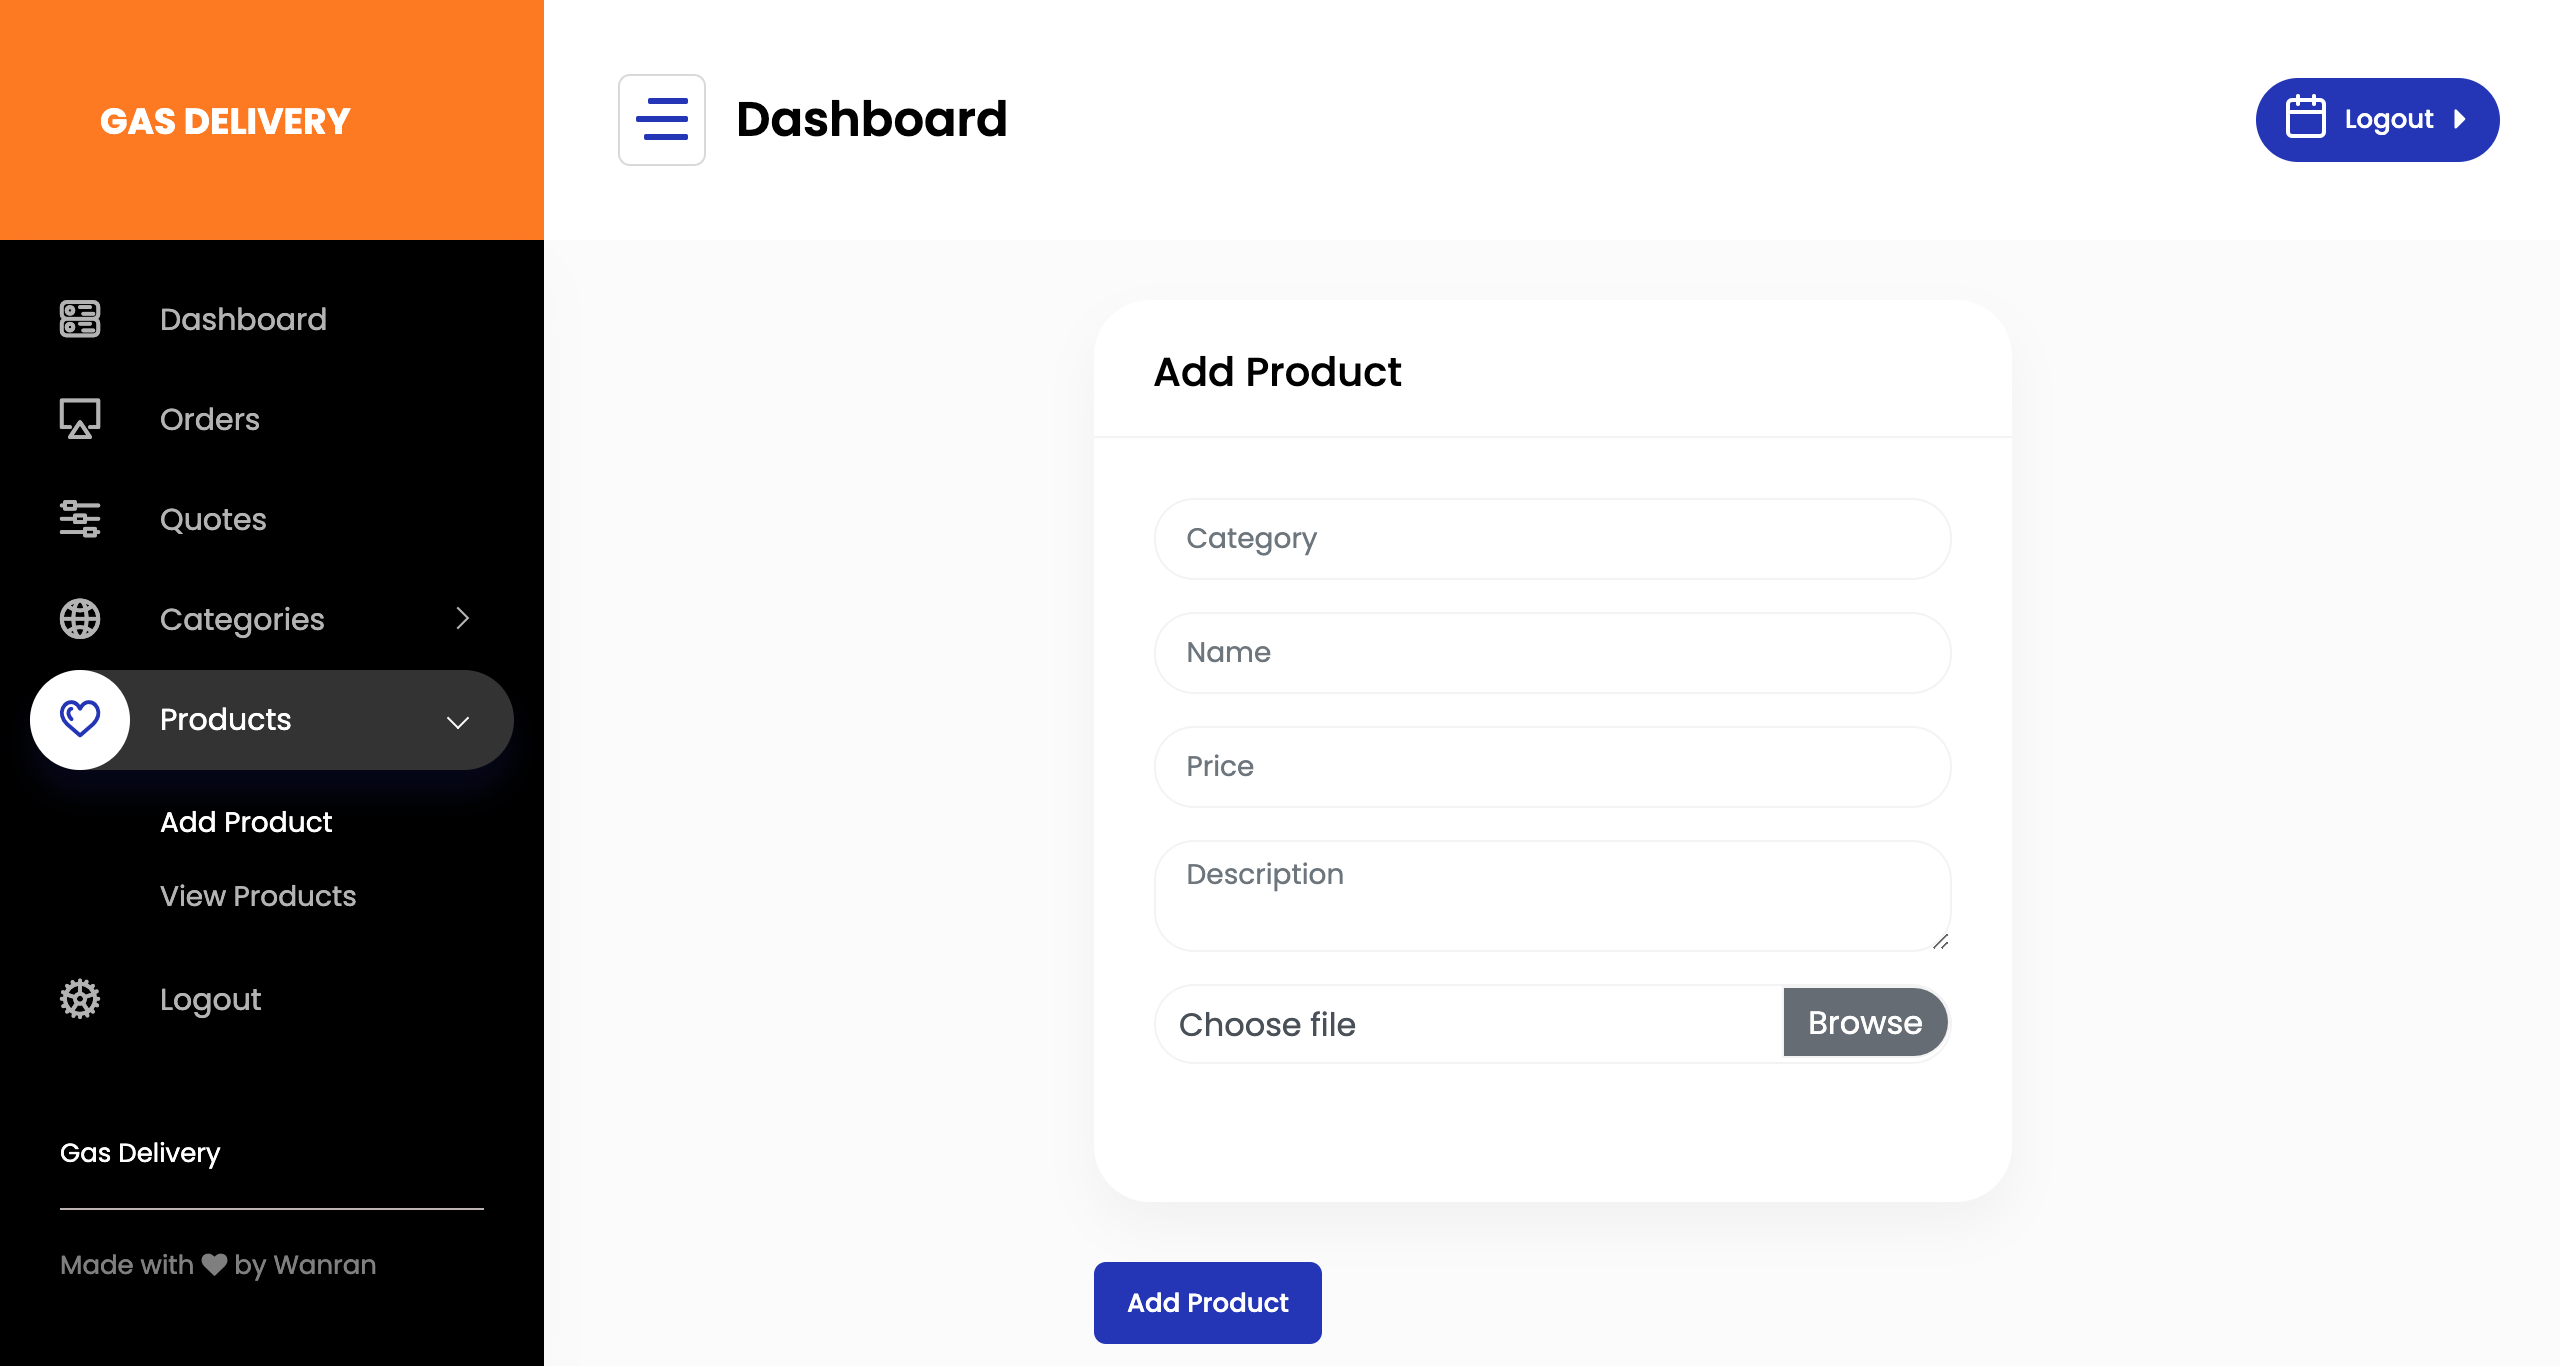 GAS DELIVERY
Dashboard
Logout
Dashboard
Orders
Quotes
Categories
Products
Add Product
View Products
Logout
Gas Delivery
Made with by Wanran
Add Product
Category
Name
Price
Description
Choose file
Browse
Add Product